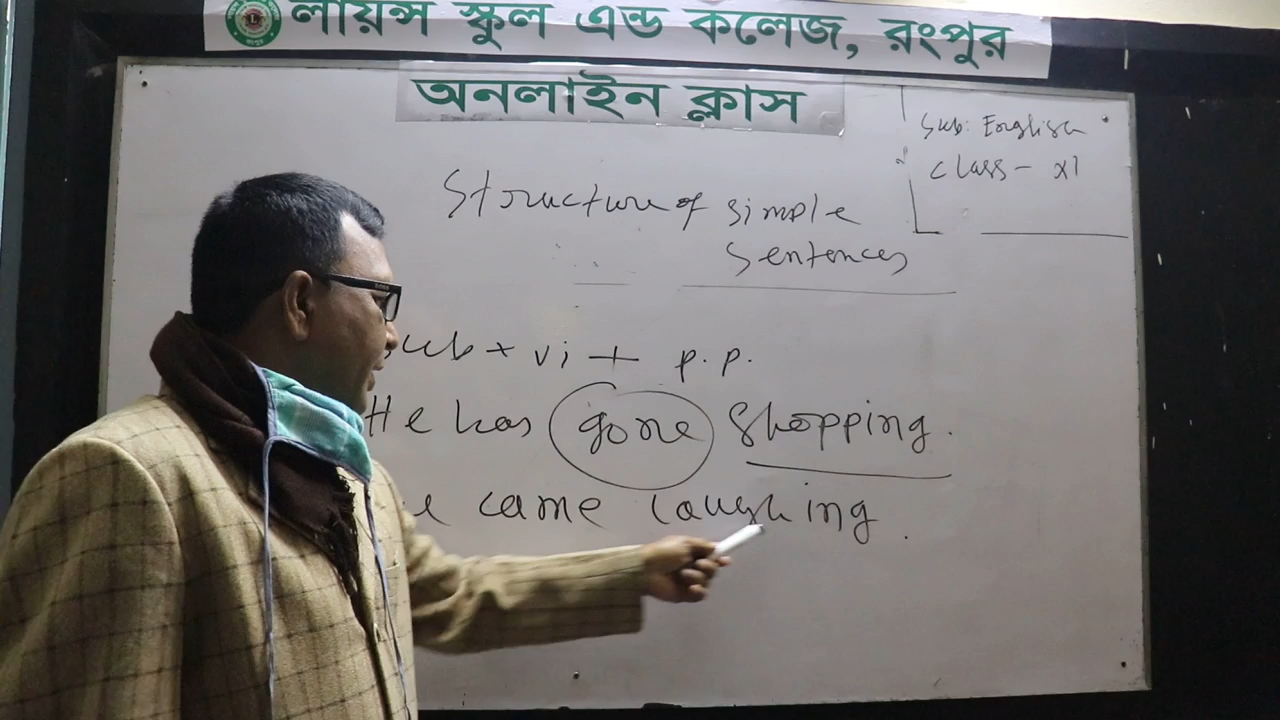 লায়ন্স স্কুল এন্ড কলেজ, রংপুর
অনলাইন ক্লাস
Sub: English
class - XI
Structure of simple
sentences
sub + vi + p.p.
He has gone shopping.
came laughing.